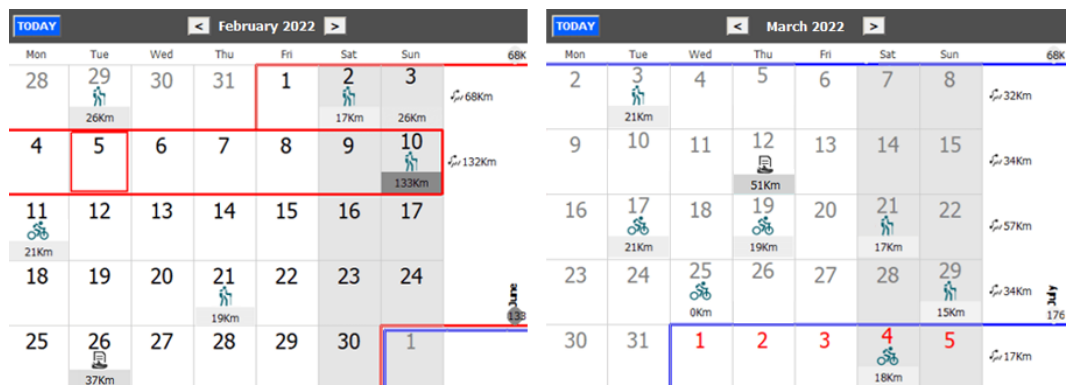 TODAY < February 2022 >
Mon Tue Wed Thu Fri Sat Sun 68K
28 29 30 31 1 2 3
26Km 17Km 26Km
68Km
4 5 6 7 8 9 10
133Km
132Km
11 12 13 14 15 16 17
21Km
18 19 20 21 22 23 24
19Km
June
133
25 26 27 28 29 30 1
37Km
TODAY < March 2022 >
Mon Tue Wed Thu Fri Sat Sun 68K
2 3 4 5 6 7 8
21Km
32Km
9 10 11 12 13 14 15
51Km
34Km
16 17 18 19 20 21 22
21Km 19Km 17Km
57Km
23 24 25 26 27 28 29
0Km 15Km
34Km
July
176
30 31 1 2 3 4 5
18Km
17Km